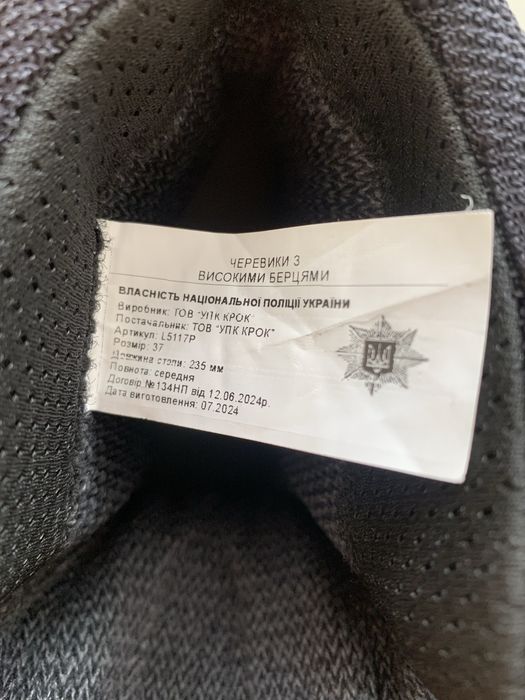 ЧЕРЕВИКИ З
ВИСОКИМИ БЕРЦЯМИ
ВЛАСНІСТЬ НАЦІОНАЛЬНОЇ ПОЛІЦІЇ УКРАЇНИ
Виробник: ТОВ "УПК КРОК"
Постачальник: ТОВ "УПК КРОК"
Артикул: L5117P
Розмір: 37
Довжина стопи: 235 мм
Повнота: середня
Договір №134НП від 12.06.2024р.
Дата виготовлення: 07.2024